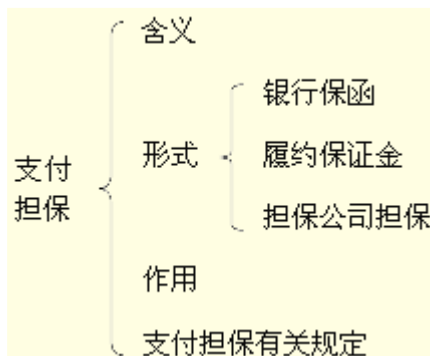 含义
银行保函
形式
履约保证金
支付
担保
担保公司担保
作用
支付担保有关规定